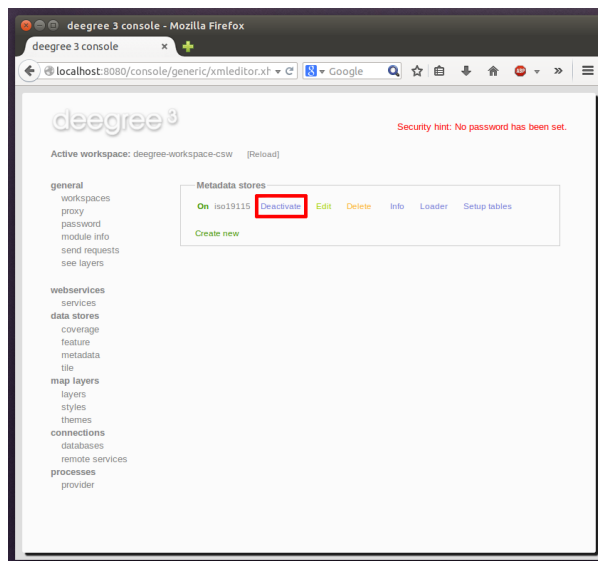 deegree 3 console - Mozilla Firefox
deegree 3 console ×
localhost:8080/console/generic/xmleditor.xh
Google
ABP
deegree 3
Security hint: No password has been set.
Active workspace: deegree-workspace-csw [Reload]
general
workspaces
proxy
password
module info
send requests
see layers
webservices
services
data stores
coverage
feature
metadata
tile
map layers
layers
styles
themes
connections
databases
remote services
processes
provider
Metadata stores
On iso19115 Deactivate Edit Delete Info Loader Setup tables
Create new